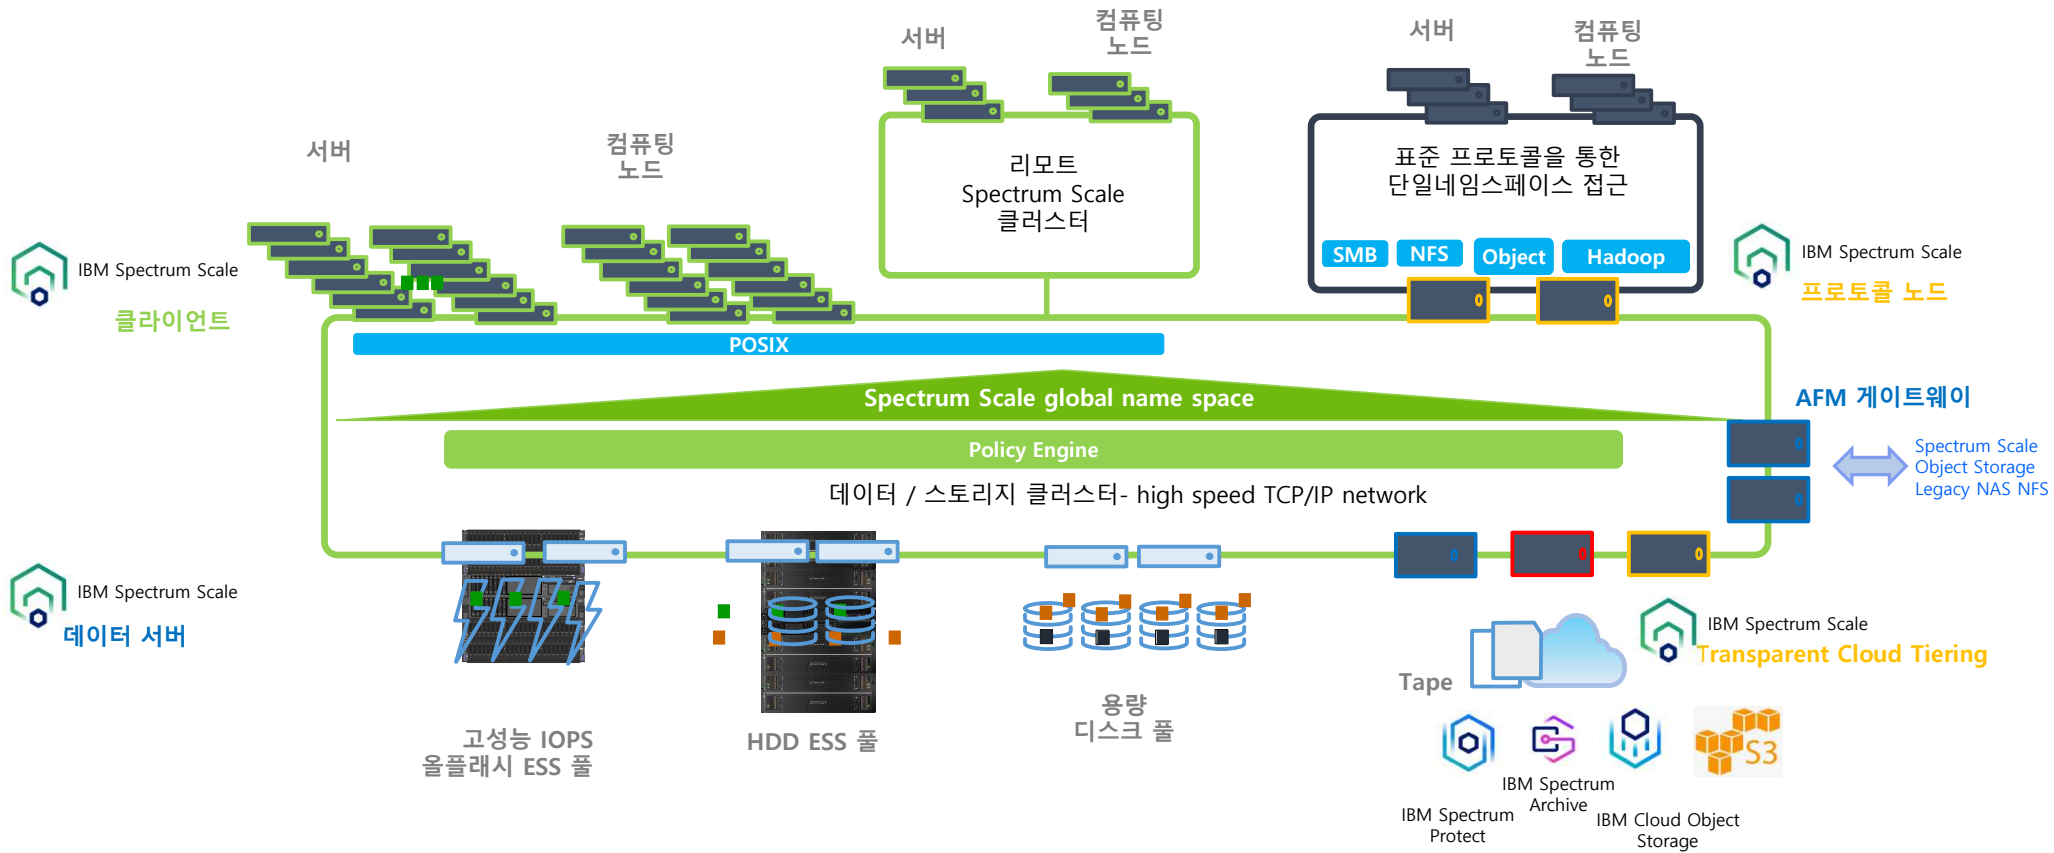 서버
컴퓨팅
노드
서버
컴퓨팅
노드
서버
컴퓨팅
노드
리모트
Spectrum Scale
클러스터
표준 프로토콜을 통한
단일네임스페이스 접근
SMB
NFS
Object
Hadoop
IBM Spectrum Scale
클라이언트
IBM Spectrum Scale
프로토콜 노드
POSIX
Spectrum Scale global name space
AFM 게이트웨이
Policy Engine
Spectrum Scale
Object Storage
Legacy NAS NFS
데이터 / 스토리지 클러스터- high speed TCP/IP network
IBM Spectrum Scale
데이터 서버
IBM Spectrum Scale
Transparent Cloud Tiering
Tape
고성능 IOPS
올플래시 ESS 풀
HDD ESS 풀
용량
디스크 풀
S3
IBM Spectrum
Protect
IBM Spectrum
Archive
IBM Cloud Object
Storage